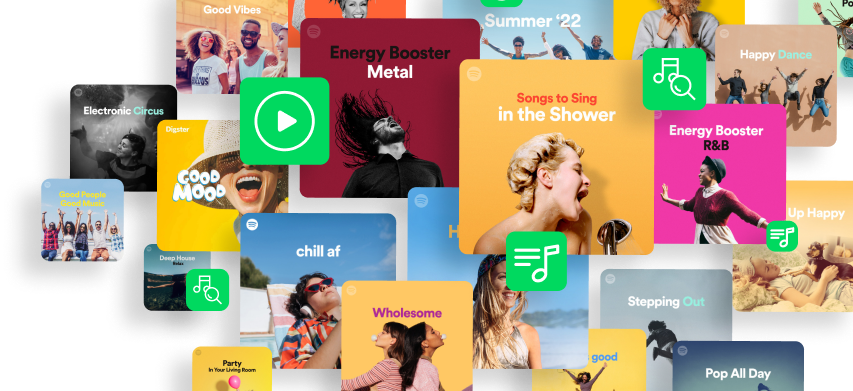 Good Vibes
Summer ‘22
Energy Booster
Metal
Happy Dance
Electronic Circus
Songs to Sing
in the Shower
Digster
GOOD
MOOD
Energy Booster
R&B
Good People
Good Music
Up Happy
chill af
H
Deep House
Relax
Stepping Out
Wholesome
good
Party
In Your Living Room
Pop All Day